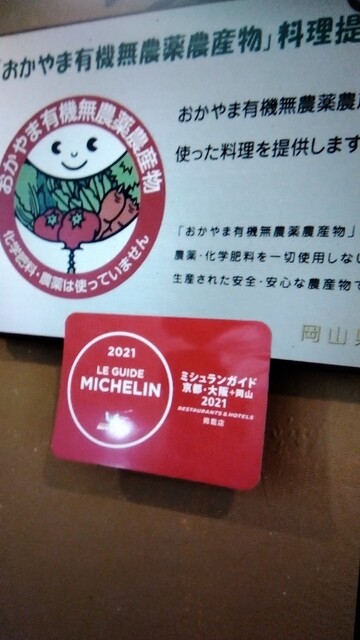 「おかやま有機無農薬農産物」料理提
おかやま有機無農薬農産物
化学肥料・農薬は使っていません
おかやま有機無農薬農
使った料理を提供します
「おかやま有機無農薬農産物」
農薬・化学肥料を一切使用しない
生産された安全・安心な農産物で
岡山県
2021
LE GUIDE
MICHELIN
ミシュランガイド
京都・大阪+岡山
2021
RESTAURANTS & HOTELS
掲載店